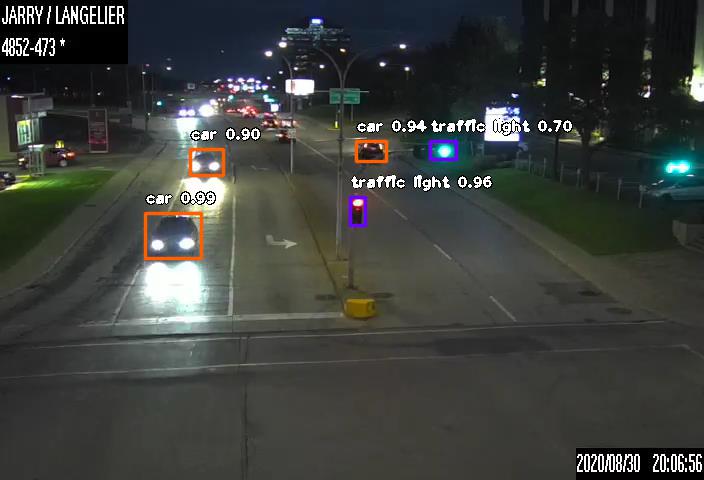 JARRY / LANGELIER
4852-473 *
car 0.90
car 0.94
traffic light 0.70
traffic light 0.96
car 0.99
2020/08/30 20:06:56